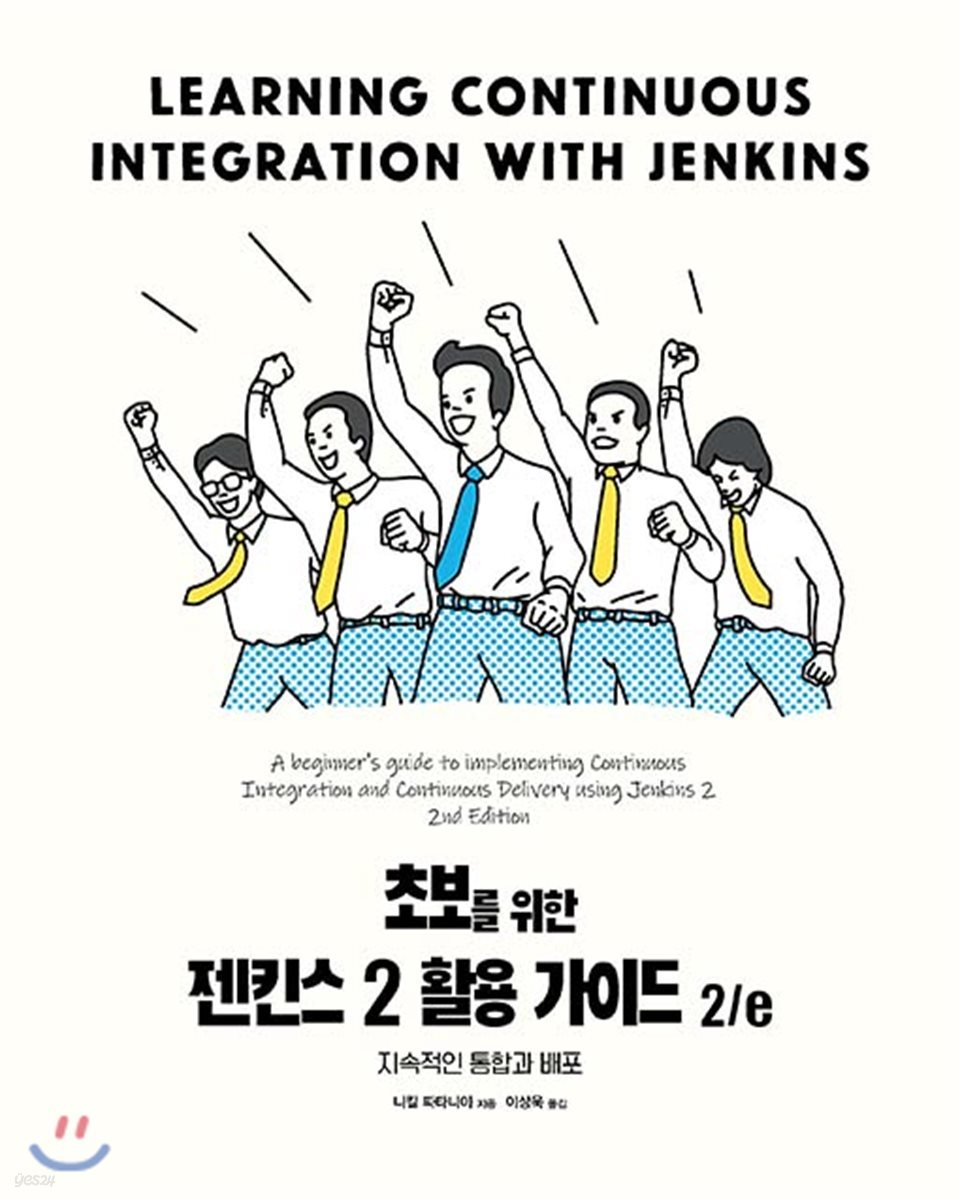 LEARNING CONTINUOUS
INTEGRATION WITH JENKINS
A beginner's guide to implementing Continuous
Integration and Continuous Delivery using Jenkins 2
2nd Edition
초보를 위한
젠킨스 2 활용 가이드 2/e
지속적인 통합과 배포
니킬 파타니아 지음 이상욱 옮김
yes24